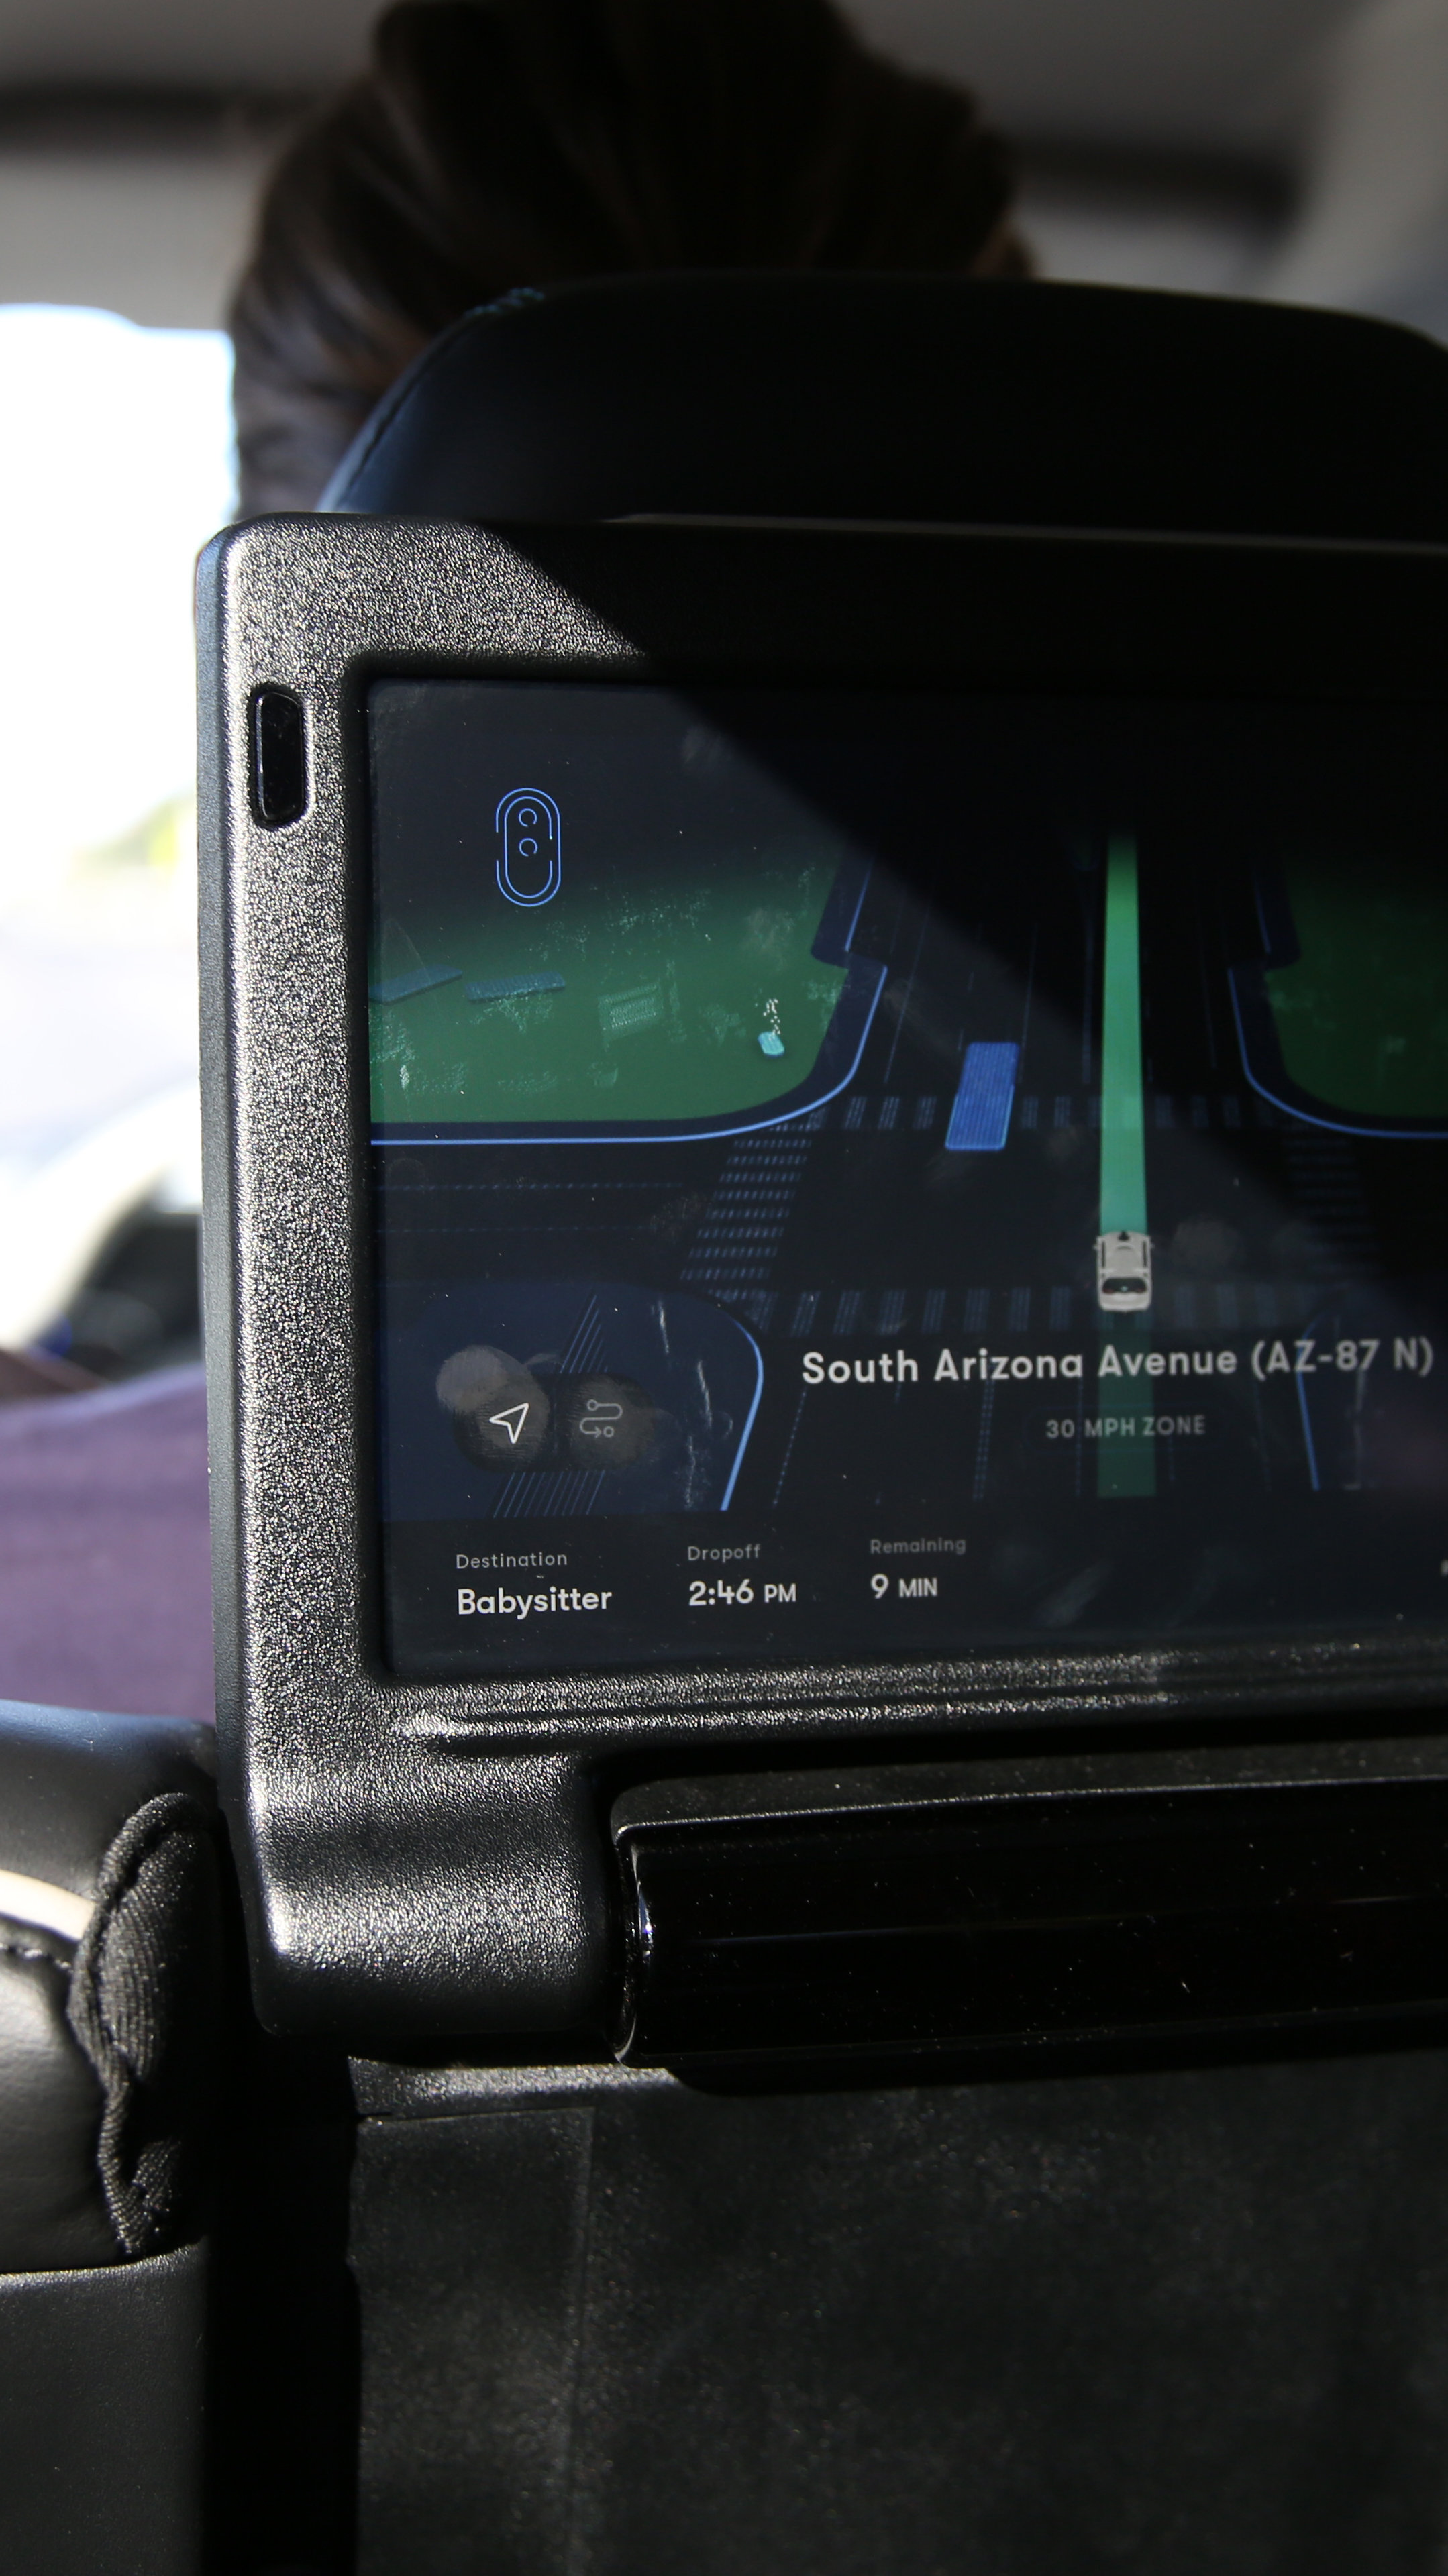 South Arizona Avenue (AZ-87 N)
30 MPH ZONE
Destination
Babysitter
Dropoff
2:46 PM
Remaining
9 MIN